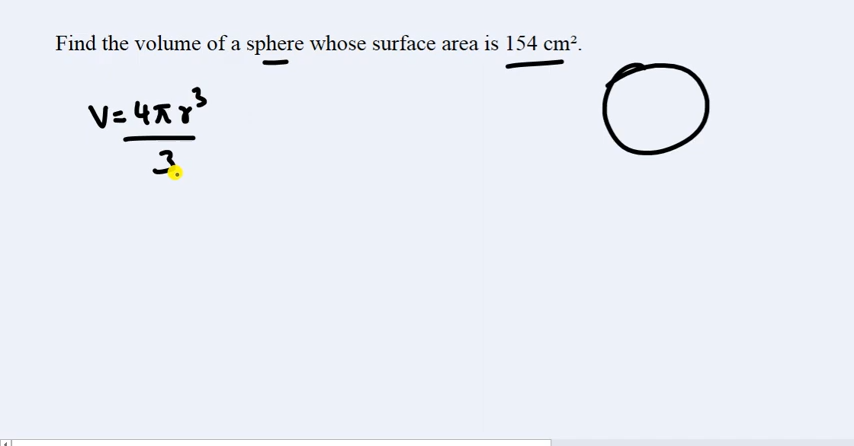 Find the volume of a sphere whose surface area is 154 cm².
V = 4πr³
3